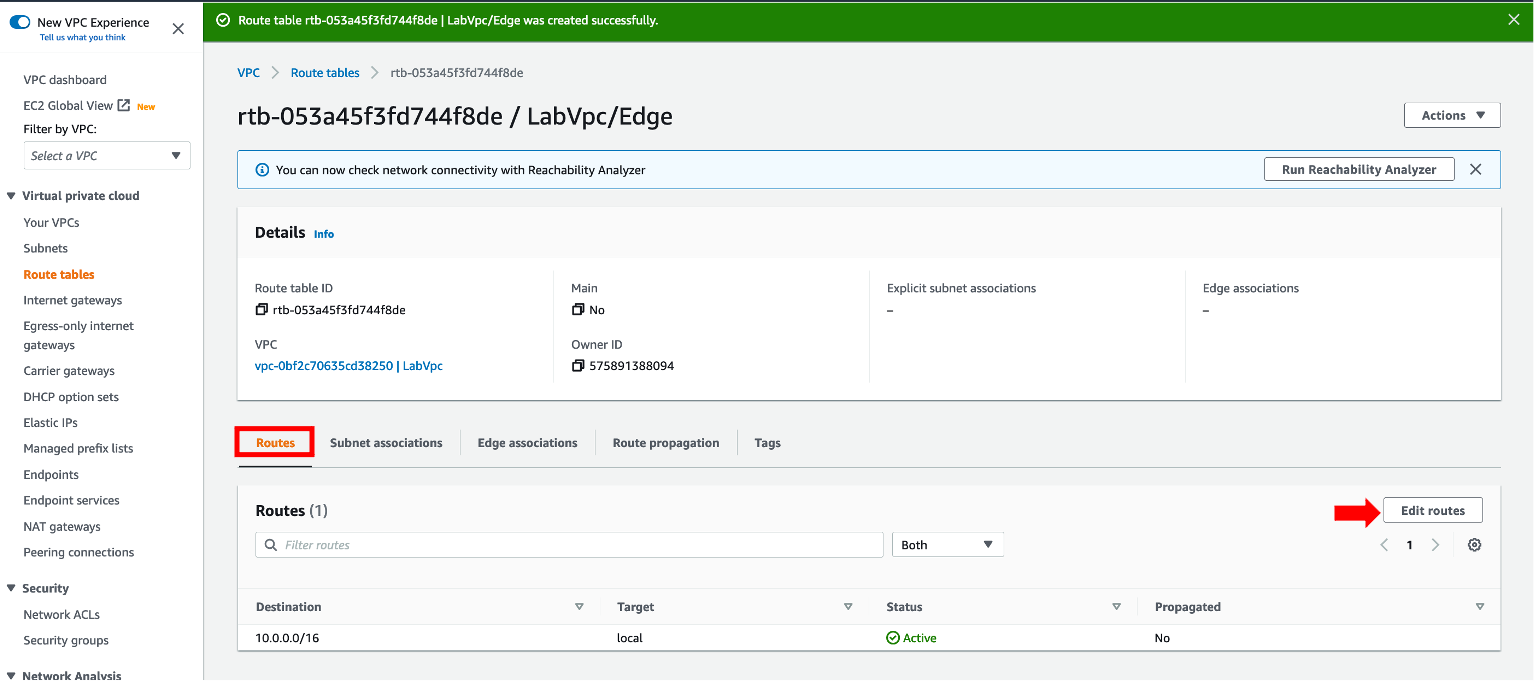 New VPC Experience
Tell us what you think
VPC dashboard
EC2 Global View New
Filter by VPC:
Select a VPC
Virtual private cloud
Your VPCs
Subnets
Route tables
Internet gateways
Egress-only internet
gateways
Carrier gateways
DHCP option sets
Elastic IPs
Managed prefix lists
Endpoints
Endpoint services
NAT gateways
Peering connections
Security
Network ACLs
Security groups
Network Analysis
Route table rtb-053a45f3fd744f8de | LabVpc/Edge was created successfully.
VPC Route tables rtb-053a45f3fd744f8de
rtb-053a45f3fd744f8de / LabVpc/Edge
Actions
You can now check network connectivity with Reachability Analyzer
Run Reachability Analyzer
Details Info
Route table ID
rtb-053a45f3fd744f8de
Main
No
Explicit subnet associations
–
Edge associations
–
VPC
vpc-0bf2c70635cd38250 | LabVpc
Owner ID
575891388094
Routes Subnet associations Edge associations Route propagation Tags
Routes (1)
Edit routes
Filter routes
Both
1
Destination Target Status Propagated
10.0.0.0/16 local Active No